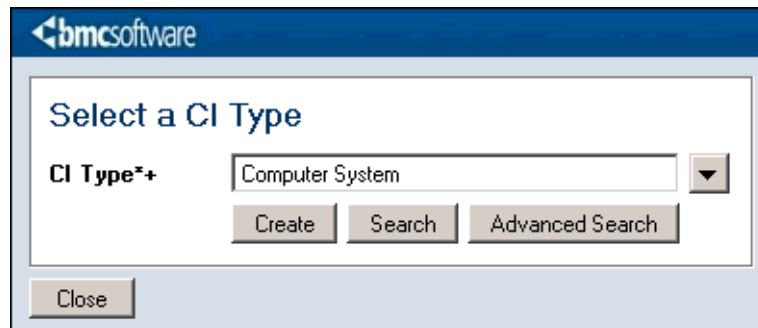 bmcsoftware
Select a CI Type
CI Type*+ Computer System
Create Search Advanced Search
Close